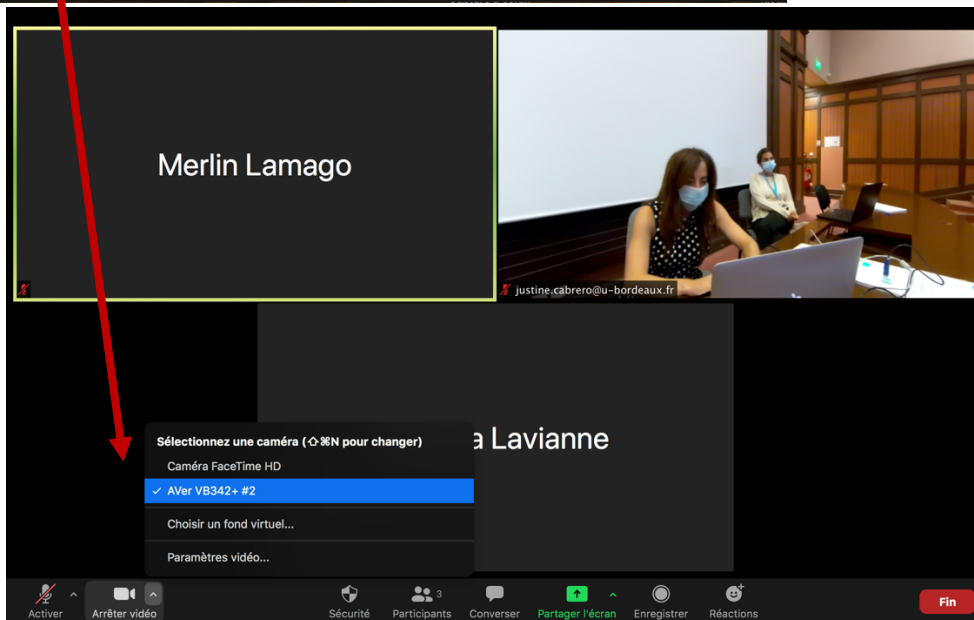 Merlin Lamago
justine.cabrero@u-bordeaux.fr
a Lavianne
Sélectionnez une caméra (⇧⌘N pour changer)
Caméra FaceTime HD
✓ AVer VB342+ #2
Choisir un fond virtuel...
Paramètres vidéo...
Activer
Arrêter vidéo
Sécurité
3
Participants
Converser
Partager l'écran
Enregistrer
Réactions
Fin